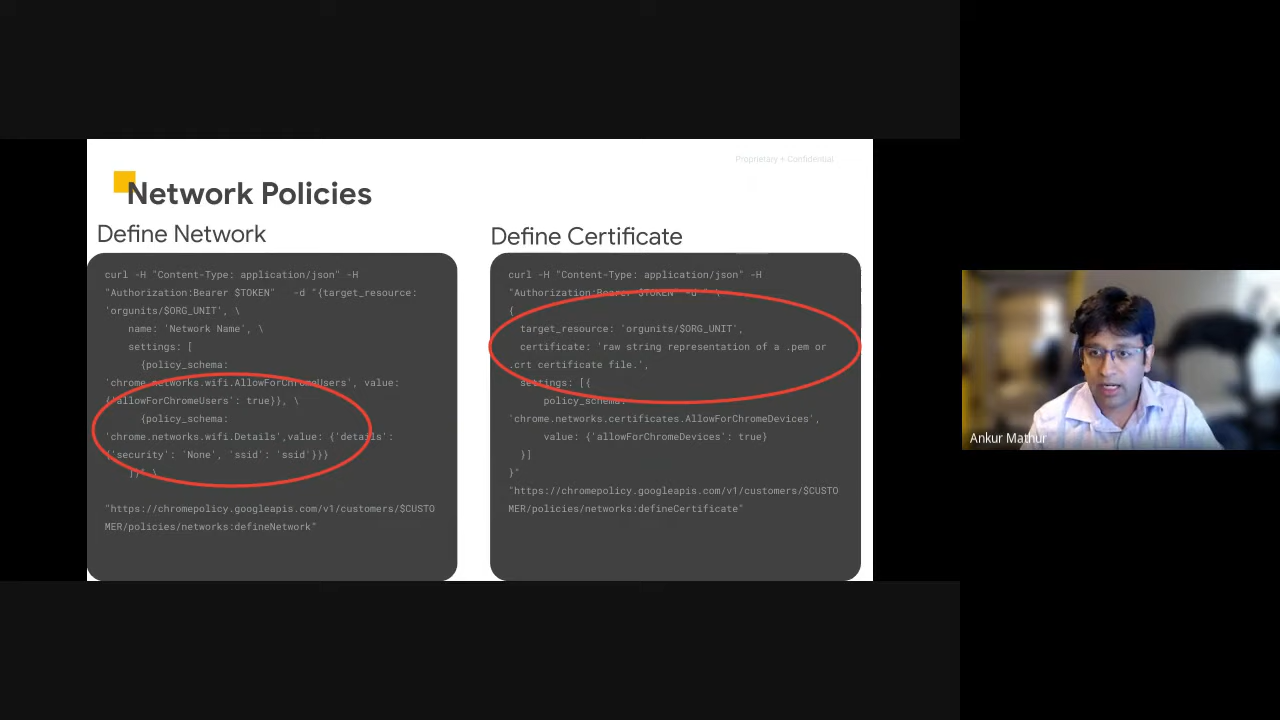 Proprietary + Confidential
Network Policies
Define Network
curl -H "Content-Type: application/json" -H
"Authorization:Bearer $TOKEN"   -d "{target_resource:
'orgunits/$ORG_UNIT', \
    name: 'Network Name', \
    settings: [
      {policy_schema:
'chrome.networks.wifi.AllowForChromeUsers', value:
{'allowForChromeUsers': true}}, \
      {policy_schema:
'chrome.networks.wifi.Details',value: {'details':
{'security': 'None', 'ssid': 'ssid'}}}
    ]}" \
"https://chromepolicy.googleapis.com/v1/customers/$CUSTO
MER/policies/networks:defineNetwork"
Define Certificate
curl -H "Content-Type: application/json" -H
"Authorization:Bearer $TOKEN"  -d " \
{
  target_resource: 'orgunits/$ORG_UNIT',
  certificate: 'raw string representation of a .pem or
.crt certificate file.',
  settings: [{
      policy_schema:
'chrome.networks.certificates.AllowForChromeDevices',
      value: {'allowForChromeDevices': true}
  }]
}"
"https://chromepolicy.googleapis.com/v1/customers/$CUSTO
MER/policies/networks:defineCertificate"
Ankur Mathur